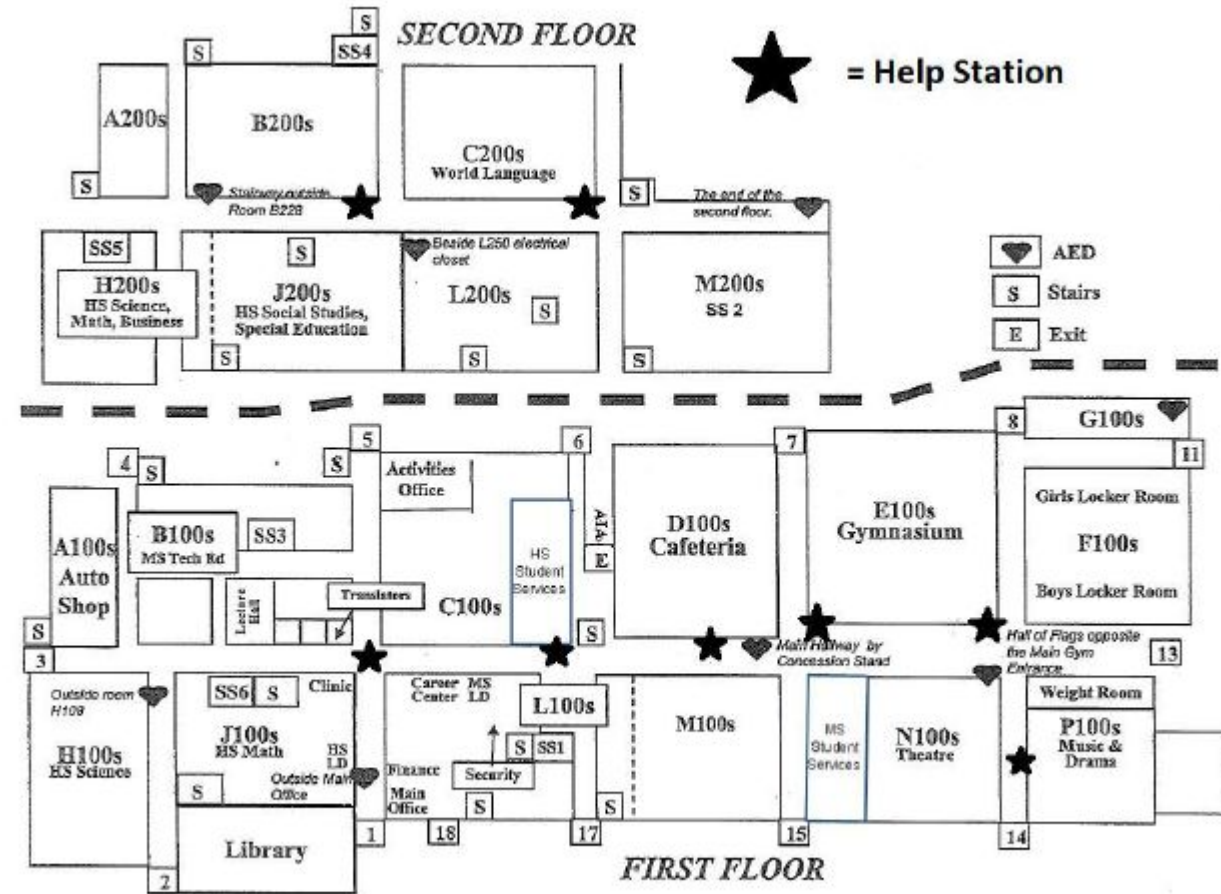 SECOND FLOOR
= Help Station
S
SS4
S
A200s
B200s
C200s
World Language
S
S
Stairway outside
Room B228
The end of the
second floor.
SS5
S
Beside L250 electrical
closet
H200s
HS Science,
Math, Business
J200s
HS Social Studies,
Special Education
L200s
S
M200s
SS 2
S
S
S
AED
S Stairs
E Exit
5
6
7
8
G100s
4
S
S
Activities
Office
11
A100s
Auto
Shop
B100s
MS Tech Ed
SS3
HS
Student
Services
E
D100s
Cafeteria
E100s
Gymnasium
Girls Locker Room
F100s
Boys Locker Room
Lecture
Hall
Translators
C100s
S
S
3
Main Hallway by
Concession Stand
Hall of Flags opposite
the Main Gym
Entrance
13
Outside room
H108
SS6
S
Clinic
Career
Center
MS
LD
L100s
M100s
MS
Student
Services
N100s
Theatre
Weight Room
P100s
Music &
Drama
H100s
HS Science
J100s
HS Math
HS
LD
Outside Main
Office
S
SS1
Security
Finance
Main
Office
S
S
S
Library
1
18
17
15
14
2
FIRST FLOOR